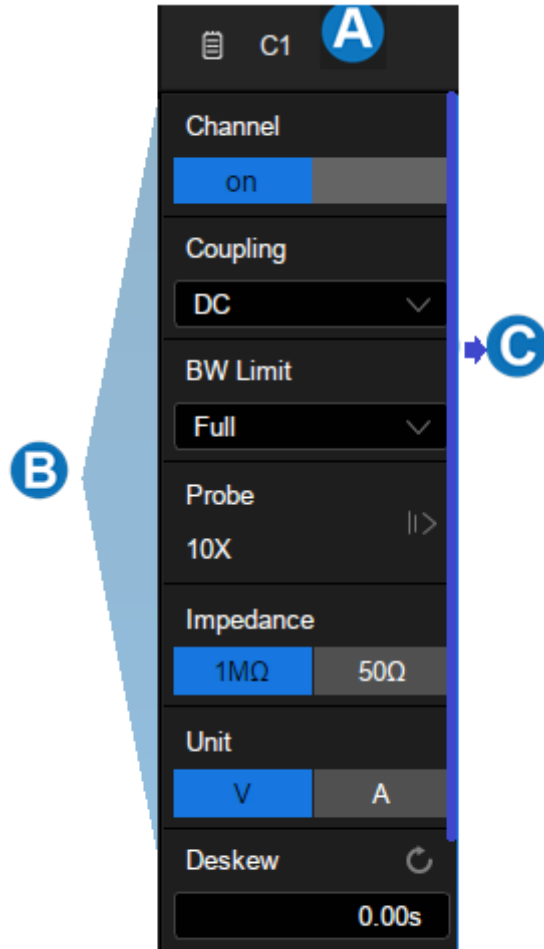 C1
A
Channel
on
Coupling
DC
C
BW Limit
Full
B
Probe
10X
Impedance
1MΩ 50Ω
Unit
V A
Deskew
0.00s